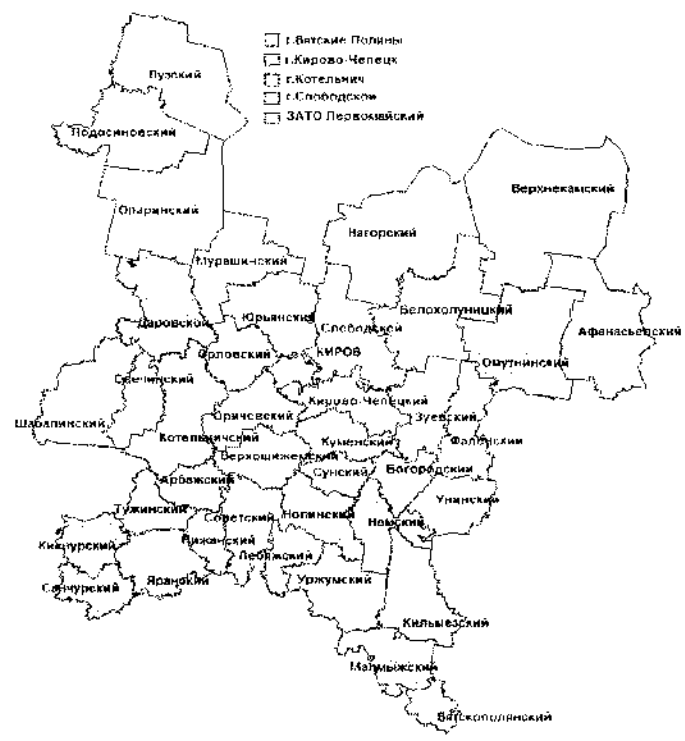 г.Вятские Поляны
г.Кирово-Чепецк
г.Котельнич
г.Слободской
ЗАТО Первомайский
Лузский
Подосиновский
Верхнекамский
Опаринский
Нагорский
Мурашинский
Белохолуницкий
Юрьянский
Даровской
Слободской
Афанасьевский
Орловский
КИРОВ
Омутнинский
Свечинский
Кирово-Чепецкий
Оричевский
Зуевский
Шабалинский
Котельничский
Куменский
Фаленский
Верхошижемский
Сунский
Богородский
Арбажский
Унинский
Тужинский
Советский
Нолинский
Немский
Кикнурский
Пижанский
Лебяжский
Санчурский
Яранский
Уржумский
Кильмезский
Малмыжский
Вятскополянский